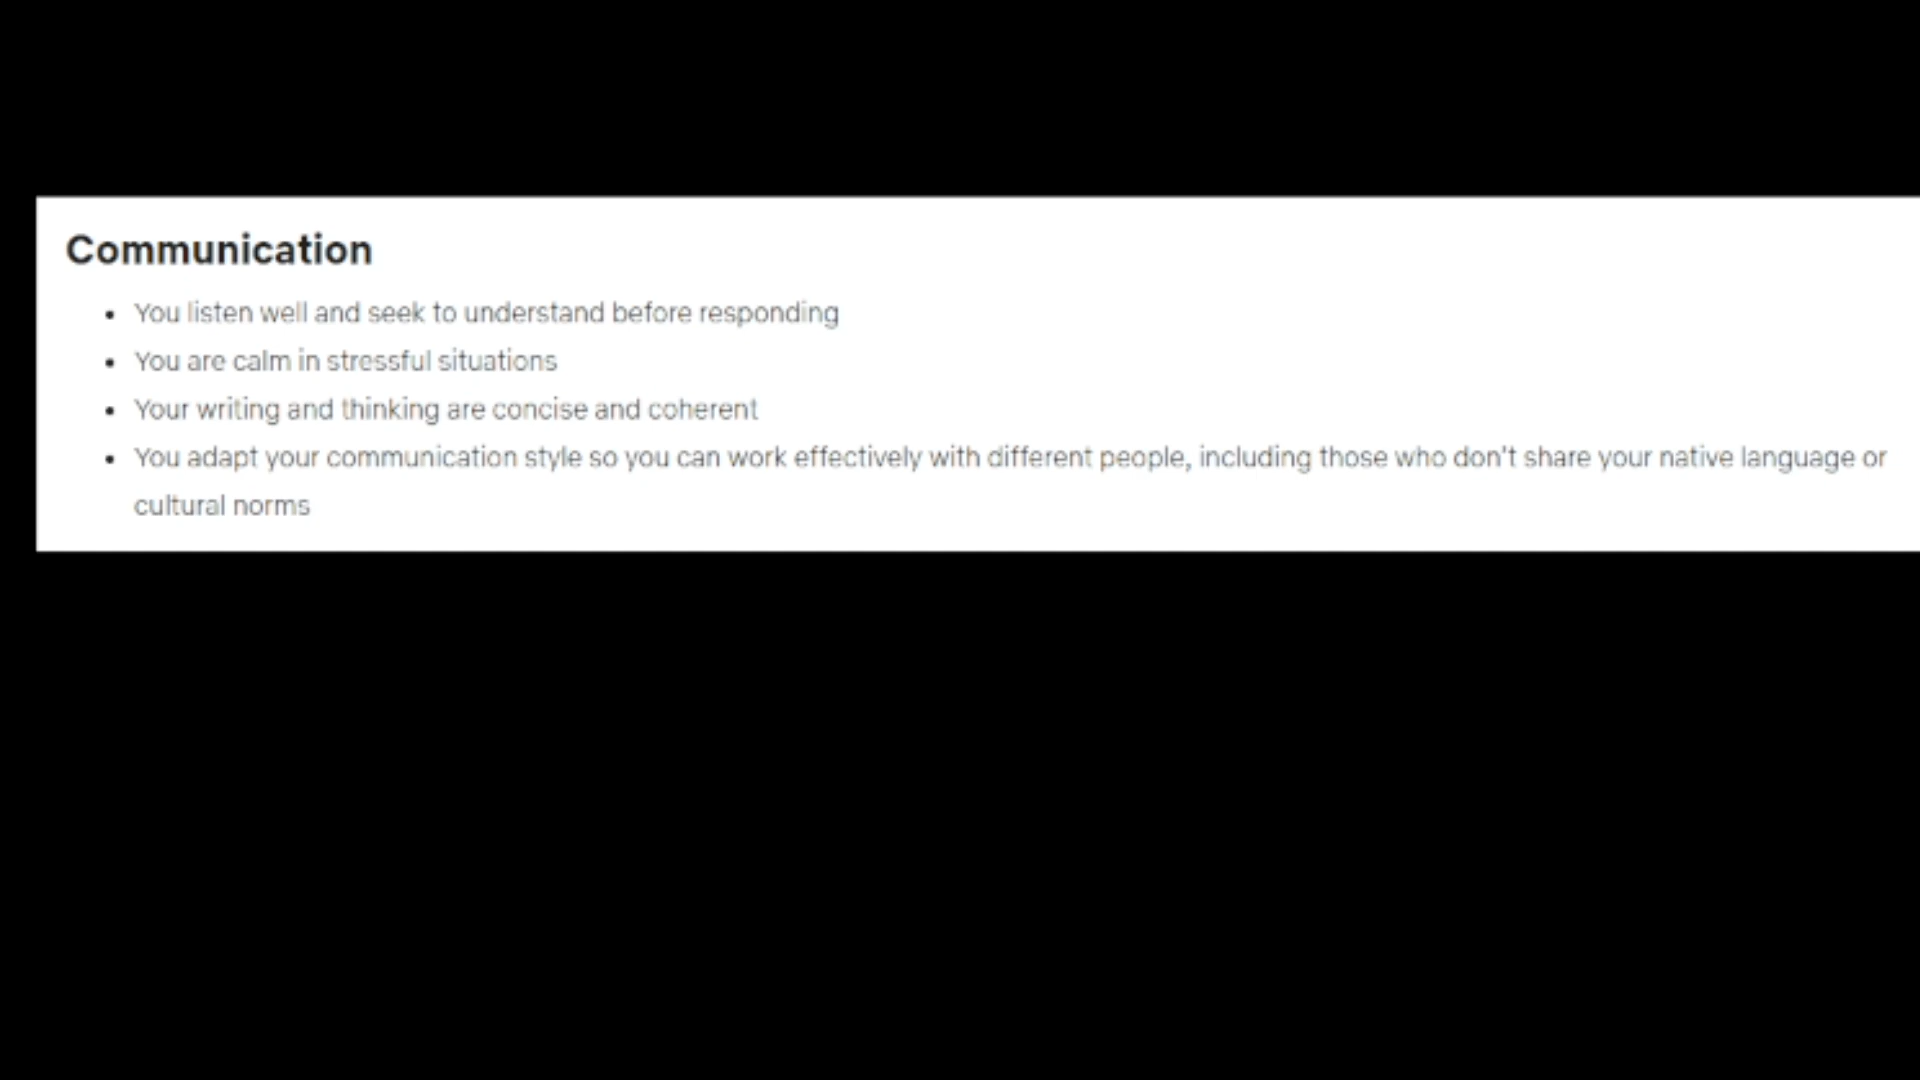 Communication
• You listen well and seek to understand before responding
• You are calm in stressful situations
• Your writing and thinking are concise and coherent
• You adapt your communication style so you can work effectively with different people, including those who don't share your native language or
cultural norms